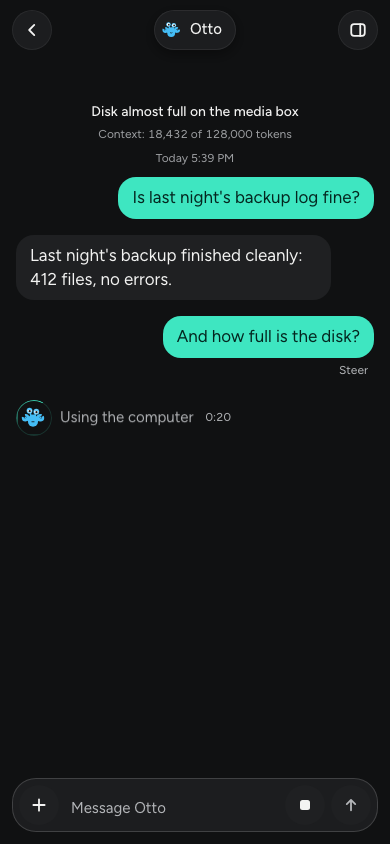 Otto
Disk almost full on the media box
Context: 18,432 of 128,000 tokens
Today 5:39 PM
Is last night's backup log fine?
Last night's backup finished cleanly:
412 files, no errors.
And how full is the disk?
Steer
Using the computer 0:20
Message Otto